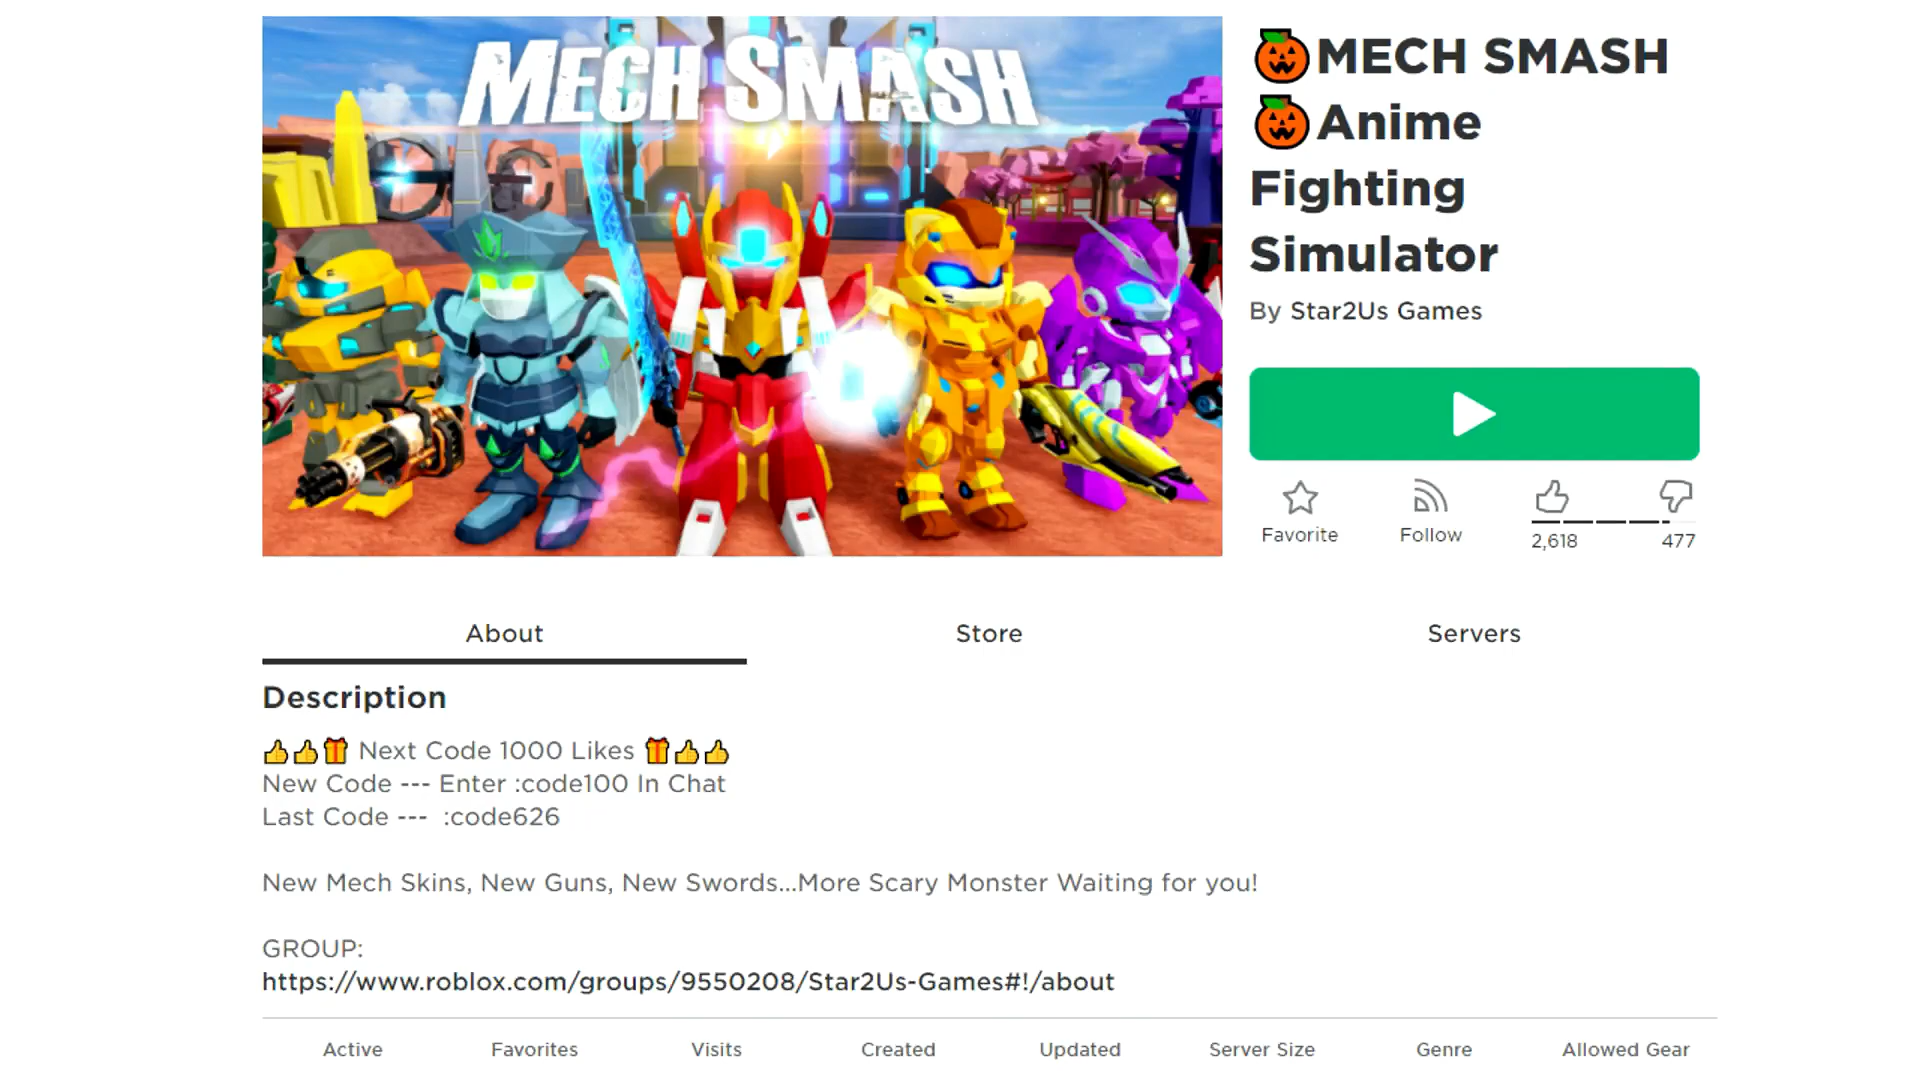 MECH SMASH
🎃MECH SMASH
🎃Anime
Fighting
Simulator
By Star2Us Games
Favorite
Follow
2,618
477
About
Store
Servers
Description
👍👍🎁 Next Code 1000 Likes 🎁👍👍
New Code --- Enter :code100 In Chat
Last Code --- :code626
New Mech Skins, New Guns, New Swords...More Scary Monster Waiting for you!
GROUP:
https://www.roblox.com/groups/9550208/Star2Us-Games#!/about
Active
Favorites
Visits
Created
Updated
Server Size
Genre
Allowed Gear